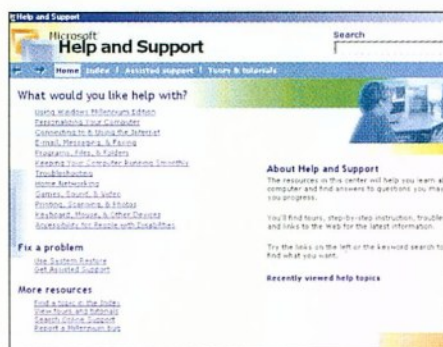 Help and Support
Microsoft
Help and Support
Search
Home Index | Assisted support | Tours & tutorials
What would you like help with?
Using Windows Millennium Edition
Personalizing Your Computer
Connecting to & Using the Internet
E-mail, Messaging, & Faxing
Programs, Files, & Folders
Keeping Your Computer Running Smoothly
Troubleshooting
Home Networking
Games, Sound, & Video
Printing, Scanning, & Photos
Keyboard, Mouse, & Other Devices
Accessibility for People with Disabilities
Fix a problem
Use System Restore
Get Assisted Support
More resources
Find a topic in the Index
View tours and tutorials
Search Online Support
Report a Millennium bug
About Help and Support
The resources in this center will help you learn ab
computer and find answers to questions you may
you progress.
You'll find tours, step-by-step instruction, trouble
and links to the Web for the latest information.
Try the links on the left or the keyword search to
find what you want.
Recently viewed help topics